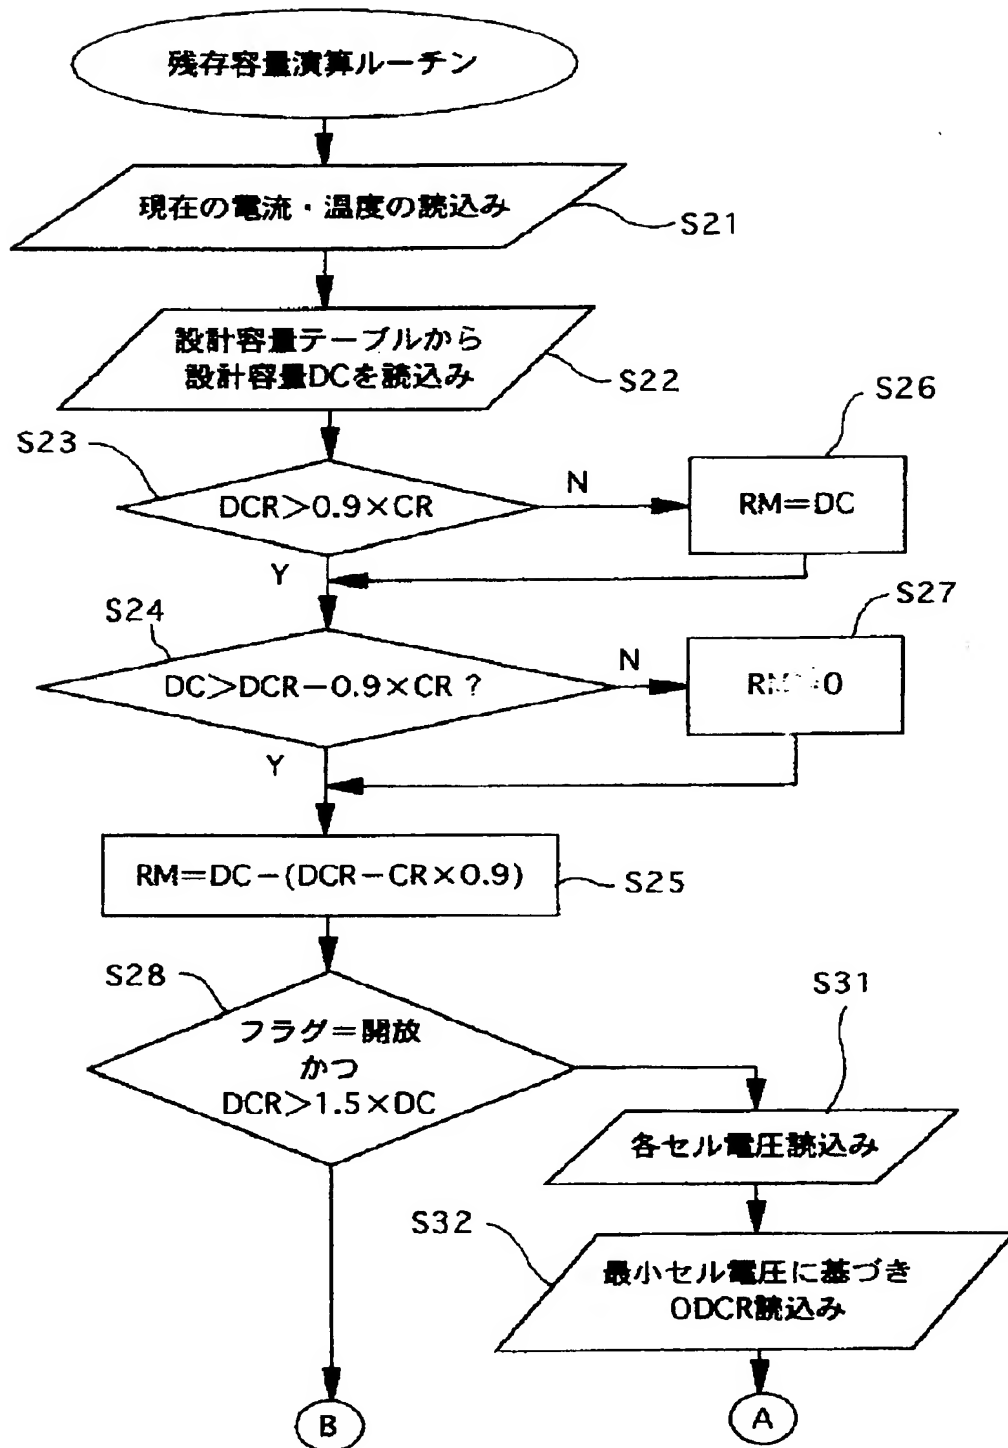 残存容量演算ルーチン
現在の電流・温度の読込み
S21
設計容量テーブルから
設計容量DCを読込み
S22
S23
DCR>0.9×CR
N
S26
RM=DC
Y
S24
DC>DCR-0.9×CR?
N
S27
Y
RM=DC-(DCR-CR×0.9)
S25
S28
フラグ=開放
かつ
DCR>1.5×DC
S31
各セル電圧読込み
S32
最小セル電圧に基づき
ODCR読込み
B
A